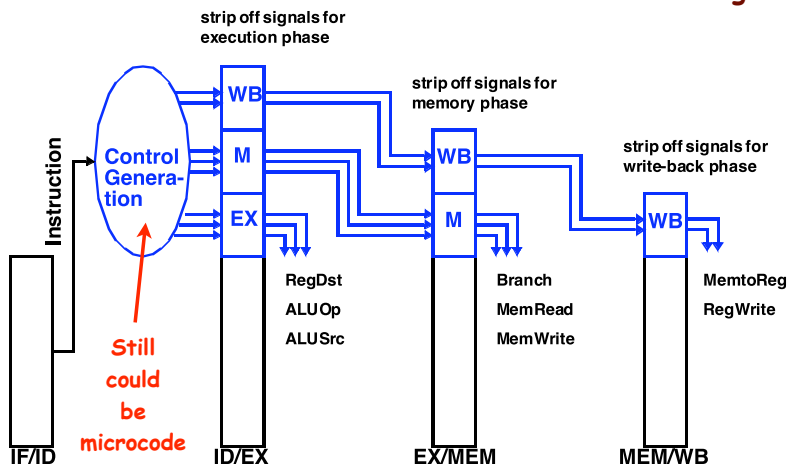 strip off signals for
execution phase
strip off signals for
memory phase
strip off signals for
write-back phase
Instruction
Control
Genera-
tion
WB
M
EX
WB
M
WB
RegDst
ALUOp
ALUSrc
Branch
MemRead
MemWrite
MemtoReg
RegWrite
Still
could
be
microcode
IF/ID
ID/EX
EX/MEM
MEM/WB